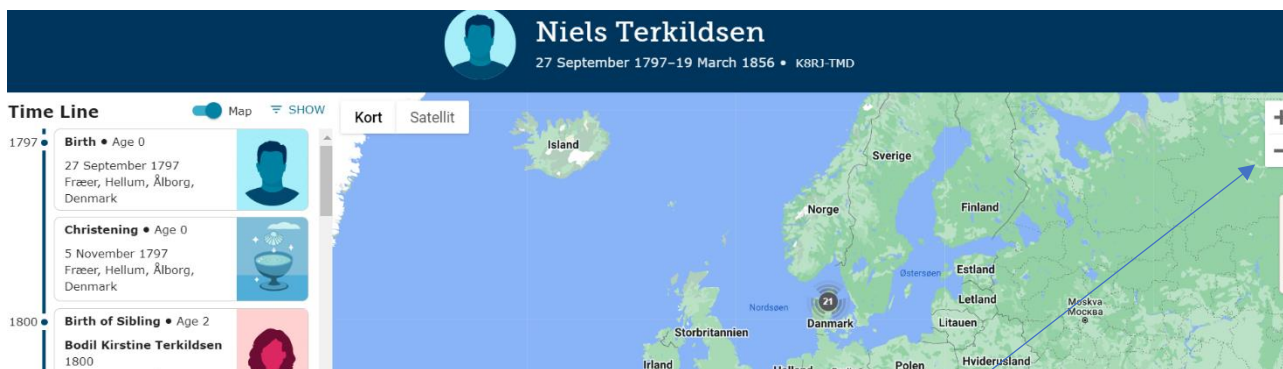 Niels Terkildsen
27 September 1797–19 March 1856 • K8RJ-TMD
Time Line
Map
SHOW
1797
Birth • Age 0
27 September 1797
Fræer, Hellum, Ålborg,
Denmark
Christening • Age 0
5 November 1797
Fræer, Hellum, Ålborg,
Denmark
1800
Birth of Sibling • Age 2
Bodil Kirstine Terkildsen
1800
Kort Satellit
+
−
Island
Sverige
Norge
Finland
Østersøen
Estland
Nordsøen
21
Letland
Moskva
Москва
Danmark
Litauen
Storbritannien
Irland
Polen
Hviderusland